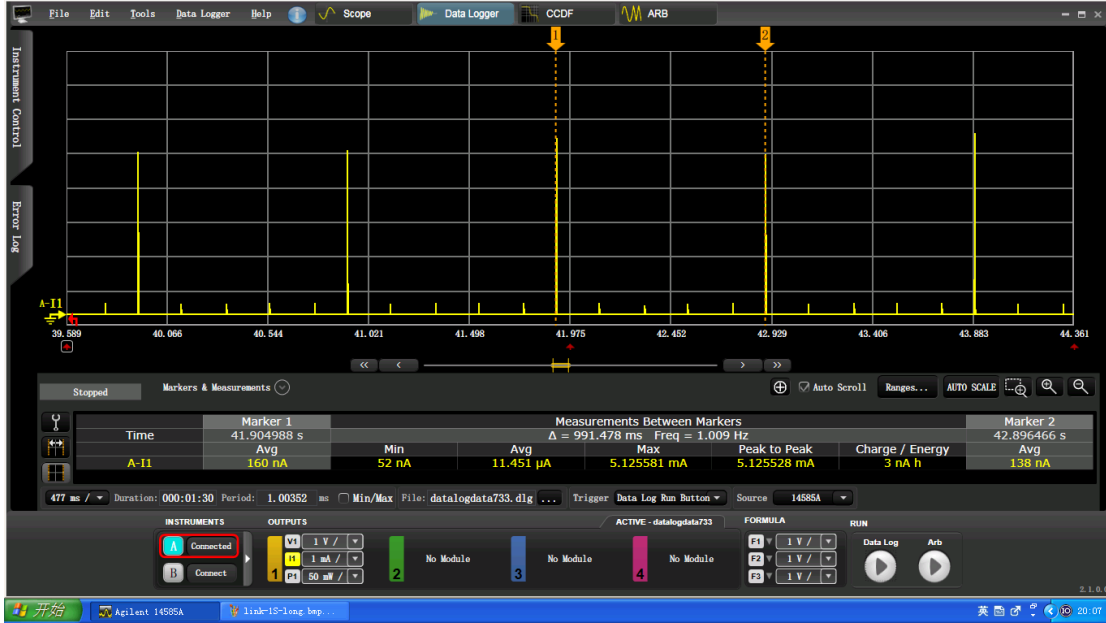 File Edit Tools Data Logger Help Scope Data Logger CCDF ARB
Instrument Control
Error Log
1 2
A-I1
39.589 40.066 40.544 41.021 41.498 41.975 42.452 42.929 43.406 43.883 44.361
<< < > >>
Stopped Markers & Measurements Auto Scroll Ranges... AUTO SCALE
Marker 1 Measurements Between Markers Marker 2
Time 41.904988 s Δ = 991.478 ms Freq = 1.009 Hz 42.896466 s
Avg Min Avg Max Peak to Peak Charge / Energy Avg
A-I1 160 nA 52 nA 11.451 µA 5.125581 mA 5.125528 mA 3 nA h 138 nA
477 ms / Duration: 000:01:30 Period: 1.00352 ms Min/Max File: datalogdata733.dlg ... Trigger Data Log Run Button Source 14585A
INSTRUMENTS OUTPUTS ACTIVE - datalogdata733 FORMULA RUN
A Connected V1 1 V / F1 1 V / Data Log Arb
I1 1 mA / No Module No Module No Module F2 1 V /
B Connect 1 P1 50 mW / 2 3 4 F3 1 V /
2.1.0.
开始 Agilent 14585A link-1S-long.bmp... 英 20:07